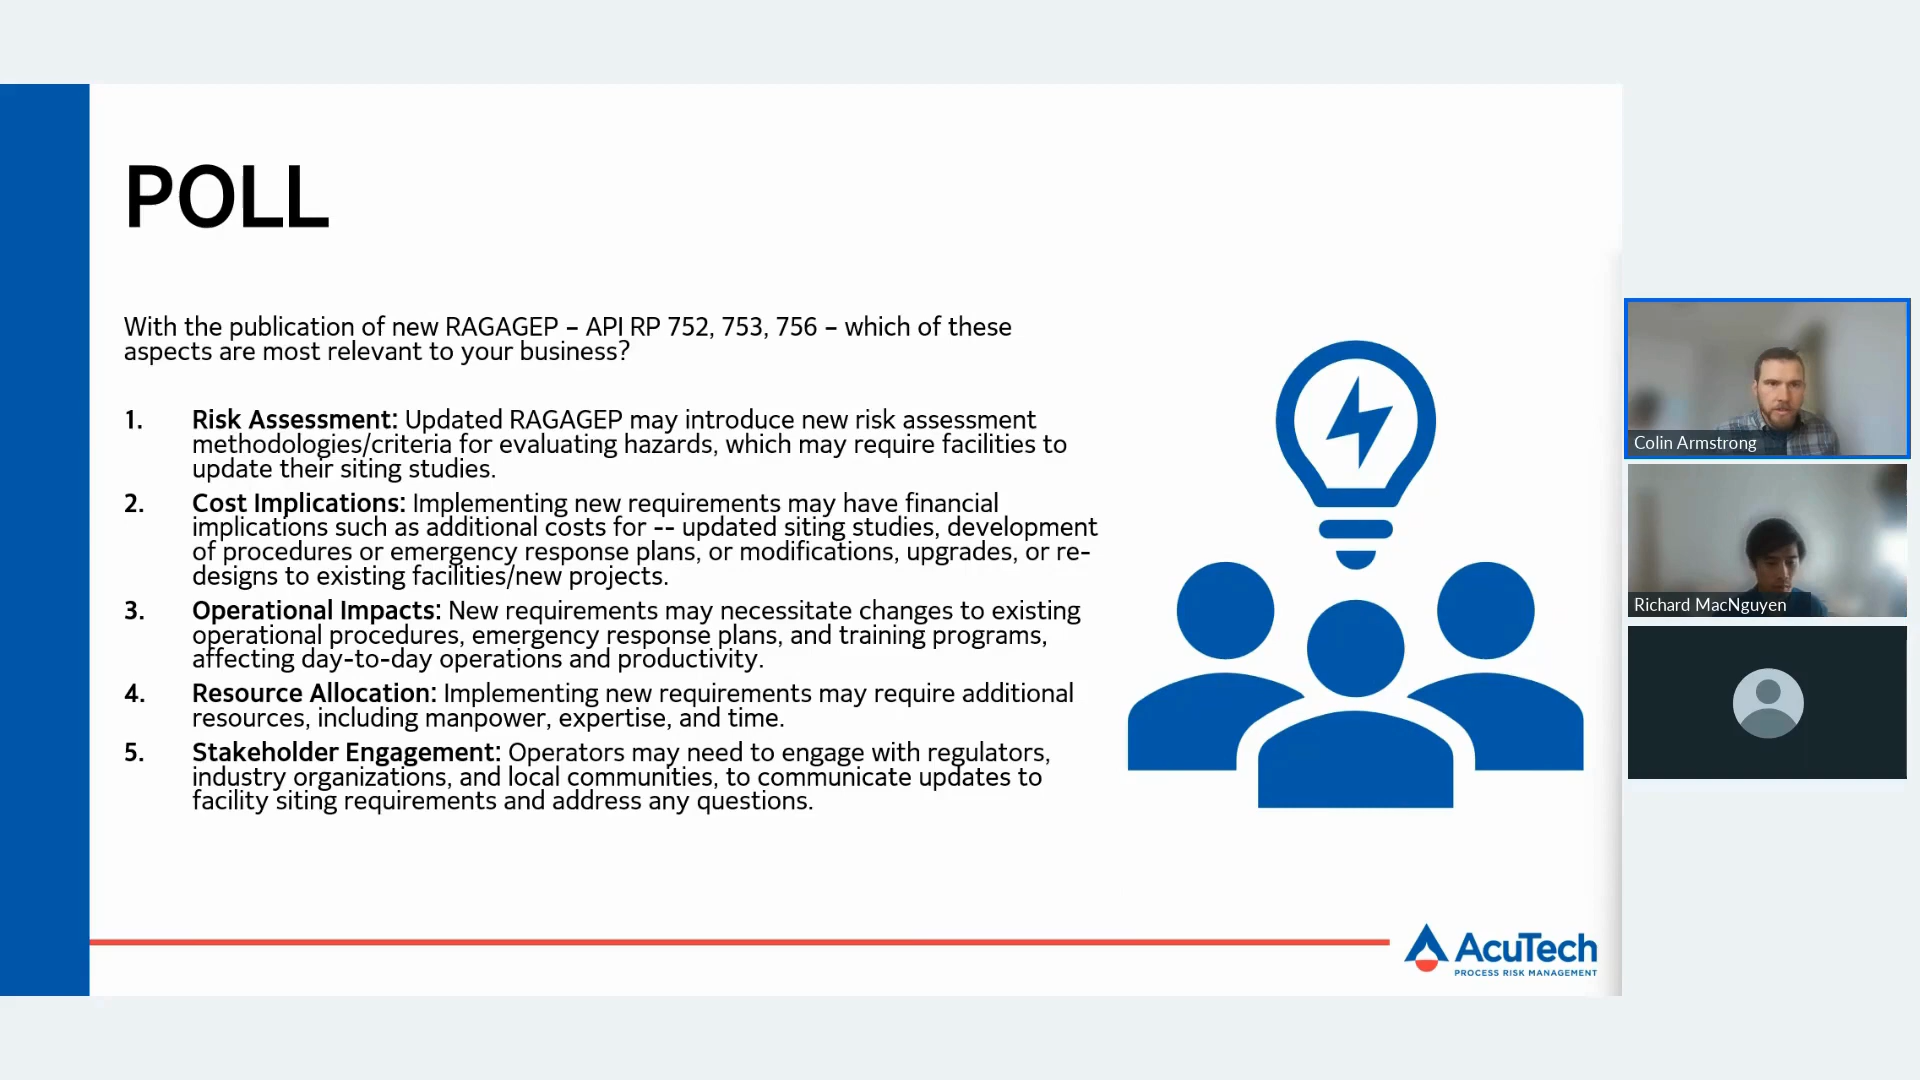 POLL
With the publication of new RAGAGEP – API RP 752, 753, 756 – which of these
aspects are most relevant to your business?
1. Risk Assessment: Updated RAGAGEP may introduce new risk assessment
methodologies/criteria for evaluating hazards, which may require facilities to
update their siting studies.
2. Cost Implications: Implementing new requirements may have financial
implications such as additional costs for -- updated siting studies, development
of procedures or emergency response plans, or modifications, upgrades, or re-
designs to existing facilities/new projects.
3. Operational Impacts: New requirements may necessitate changes to existing
operational procedures, emergency response plans, and training programs,
affecting day-to-day operations and productivity.
4. Resource Allocation: Implementing new requirements may require additional
resources, including manpower, expertise, and time.
5. Stakeholder Engagement: Operators may need to engage with regulators,
industry organizations, and local communities, to communicate updates to
facility siting requirements and address any questions.
AcuTech
PROCESS RISK MANAGEMENT
Colin Armstrong
Richard MacNguyen